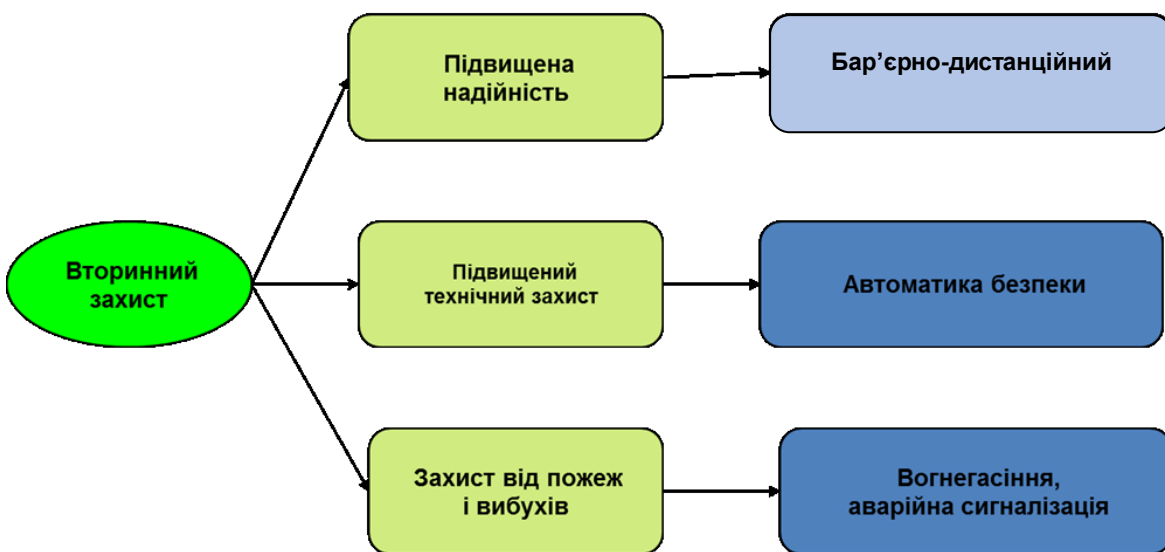 Підвищена
надійність
Бар’єрно-дистанційний
Вторинний
захист
Підвищений
технічний захист
Автоматика безпеки
Захист від пожеж
і вибухів
Вогнегасіння,
аварійна сигналізація